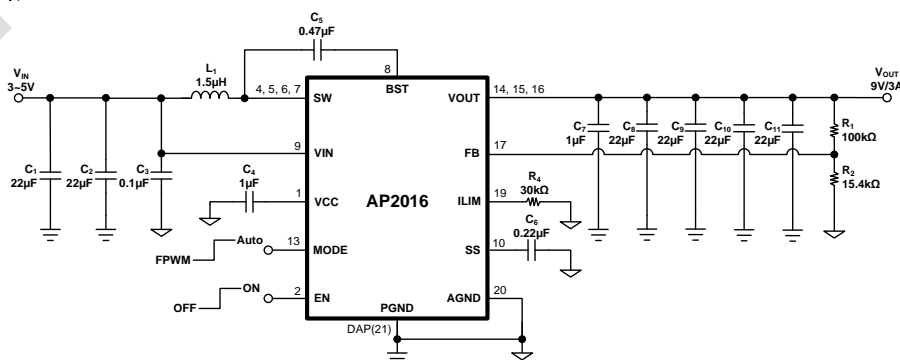 C5
0.47µF
L1
1.5µH
VIN
3~5V
4, 5, 6, 7
8
BST
SW
VOUT
14, 15, 16
VOUT
9V/3A
C7
1µF
C8
22µF
C9
22µF
C10
22µF
C11
22µF
R1
100kΩ
9
VIN
FB
17
C1
22µF
C2
22µF
C3
0.1µF
C4
1µF
1
VCC
AP2016
ILIM
19
R4
30kΩ
R2
15.4kΩ
Auto
FPWM
13
MODE
SS
10
C6
0.22µF
ON
OFF
2
EN
PGND
AGND
20
DAP(21)